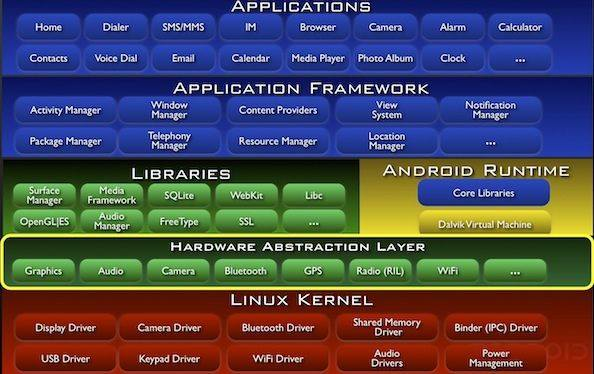 APPLICATIONS
Home Dialer SMS/MMS IM Browser Camera Alarm Calculator
Contacts Voice Dial Email Calendar Media Player Photo Album Clock ...
APPLICATION FRAMEWORK
Activity Manager Window Manager Content Providers View System Notification Manager
Package Manager Telephony Manager Resource Manager Location Manager ...
LIBRARIES
Surface Manager Media Framework SQLite WebKit Libc
OpenGL|ES Audio Manager FreeType SSL ...
ANDROID RUNTIME
Core Libraries
Dalvik Virtual Machine
HARDWARE ABSTRACTION LAYER
Graphics Audio Camera Bluetooth GPS Radio (RIL) WiFi ...
LINUX KERNEL
Display Driver Camera Driver Bluetooth Driver Shared Memory Driver Binder (IPC) Driver
USB Driver Keypad Driver WiFi Driver Audio Drivers Power Management